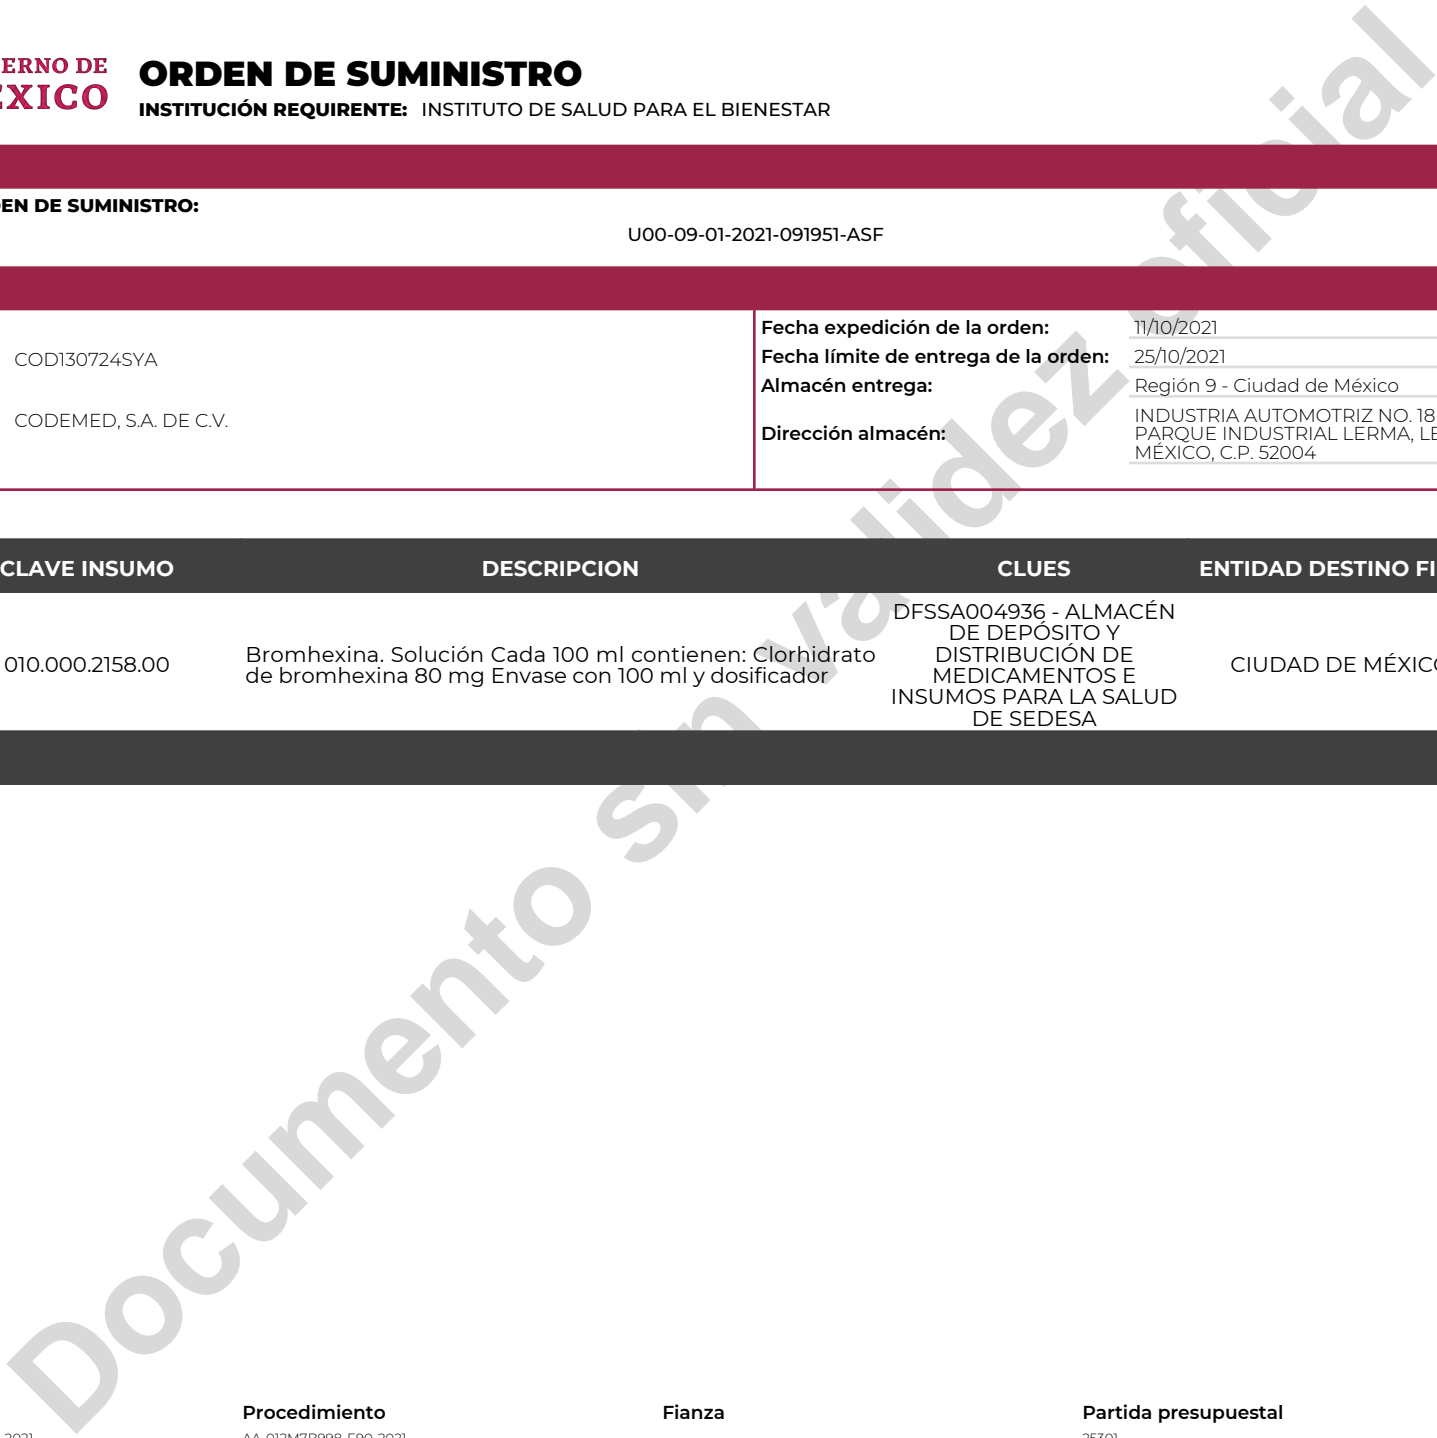 ERNO DE
ÉXICO
ORDEN DE SUMINISTRO
INSTITUCIÓN REQUIRENTE: INSTITUTO DE SALUD PARA EL BIENESTAR
EN DE SUMINISTRO:
U00-09-01-2021-091951-ASF
COD130724SYA
CODEMED, S.A. DE C.V.
Fecha expedición de la orden: 11/10/2021
Fecha límite de entrega de la orden: 25/10/2021
Almacén entrega: Región 9 - Ciudad de México
Dirección almacén: INDUSTRIA AUTOMOTRIZ NO. 18
PARQUE INDUSTRIAL LERMA, LE
MÉXICO, C.P. 52004
CLAVE INSUMO DESCRIPCION CLUES ENTIDAD DESTINO FI
010.000.2158.00
Bromhexina. Solución Cada 100 ml contienen: Clorhidrato
de bromhexina 80 mg Envase con 100 ml y dosificador
DFSSA004936 - ALMACÉN
DE DEPÓSITO Y
DISTRIBUCIÓN DE
MEDICAMENTOS E
INSUMOS PARA LA SALUD
DE SEDESA
CIUDAD DE MÉXICO
Documento sin validez oficial
Procedimiento Fianza Partida presupuestal